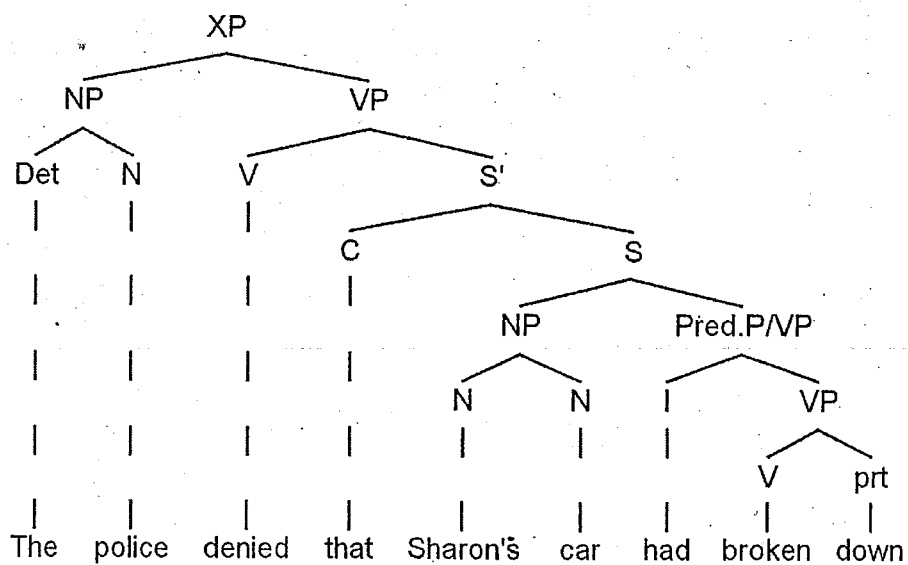 XP
NP VP
Det N V S'
C S
NP Pred.P/VP
N N I VP
V prt
The police denied that Sharon's car had broken down